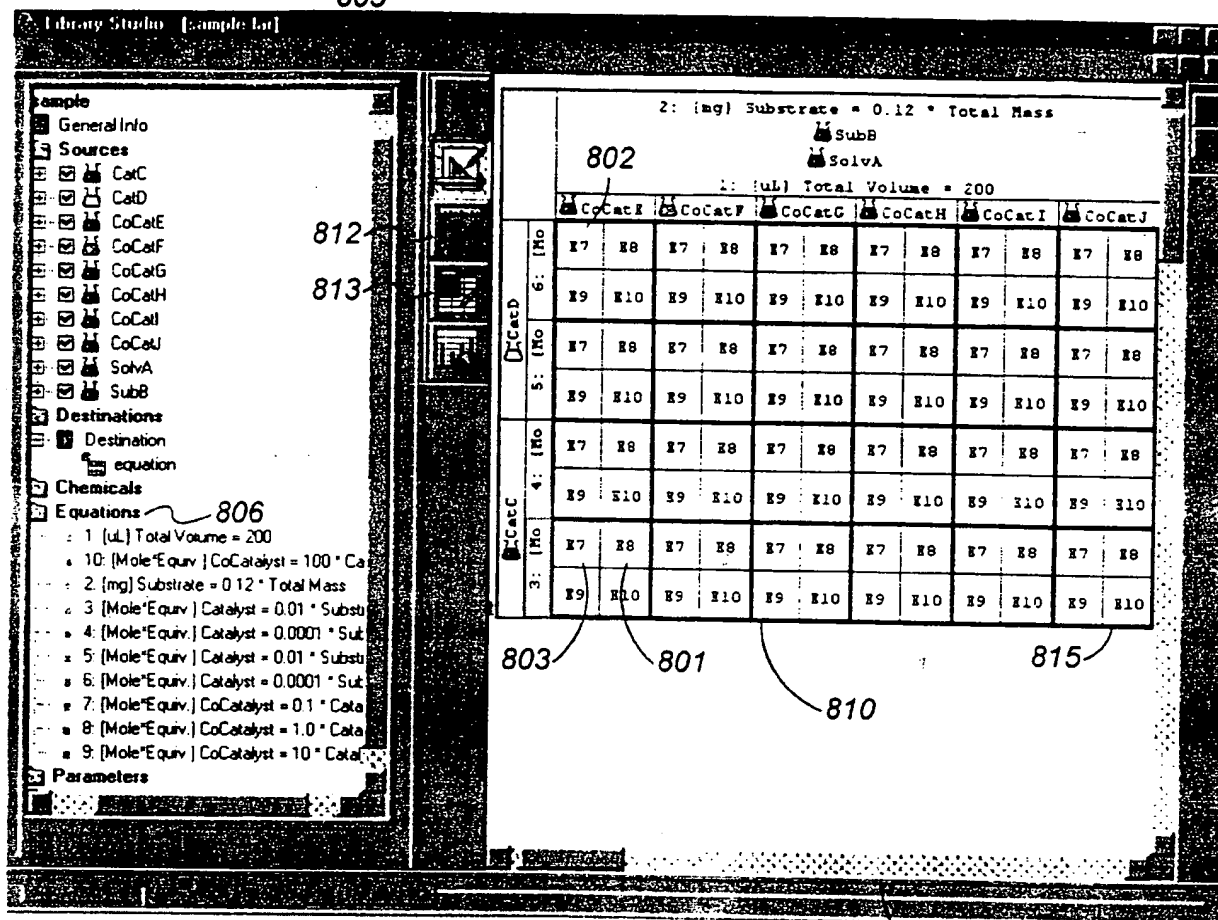 Library Studio - [sample.lar]
sample
General Info
Sources
CatC
CatD
CoCatE
CoCatF
CoCatG
CoCatH
CoCatI
CoCatJ
SolvA
SubB
Destinations
Destination
equation
Chemicals
Equations
806
1 (uL) Total Volume = 200
10: (Mole*Equiv.) CoCatalyst = 100 * Ca
2: (mg) Substrate = 0.12 * Total Mass
3 (Mole*Equiv.) Catalyst = 0.01 * Substi
4: (Mole*Equiv.) Catalyst = 0.0001 * Sub
5: (Mole*Equiv.) Catalyst = 0.01 * Substi
6: (Mole*Equiv.) Catalyst = 0.0001 * Sub
7: (Mole*Equiv.) CoCatalyst = 0.1 * Cata
8: (Mole*Equiv.) CoCatalyst = 1.0 * Cata
9: (Mole*Equiv.) CoCatalyst = 10 * Catal
Parameters
812
813
2: (mg) Substrate = 0.12 * Total Mass
SubB
802
SolvA
1: (uL) Total Volume = 200
CoCatE CoCatF CoCatG CoCatH CoCatI CoCatJ
CatD
6: [Mo
E7 E8 E7 E8 E7 E8 E7 E8 E7 E8 E7 E8
E9 E10 E9 E10 E9 E10 E9 E10 E9 E10 E9 E10
5: [Mo
E7 E8 E7 E8 E7 E8 E7 E8 E7 E8 E7 E8
E9 E10 E9 E10 E9 E10 E9 E10 E9 E10 E9 E10
CatC
4: [Mo
E7 E8 E7 E8 E7 E8 E7 E8 E7 E8 E7 E8
E9 E10 E9 E10 E9 E10 E9 E10 E9 E10 E9 E10
3: [Mo
E7 E8 E7 E8 E7 E8 E7 E8 E7 E8 E7 E8
E9 E10 E9 E10 E9 E10 E9 E10 E9 E10 E9 E10
803 801 810 815